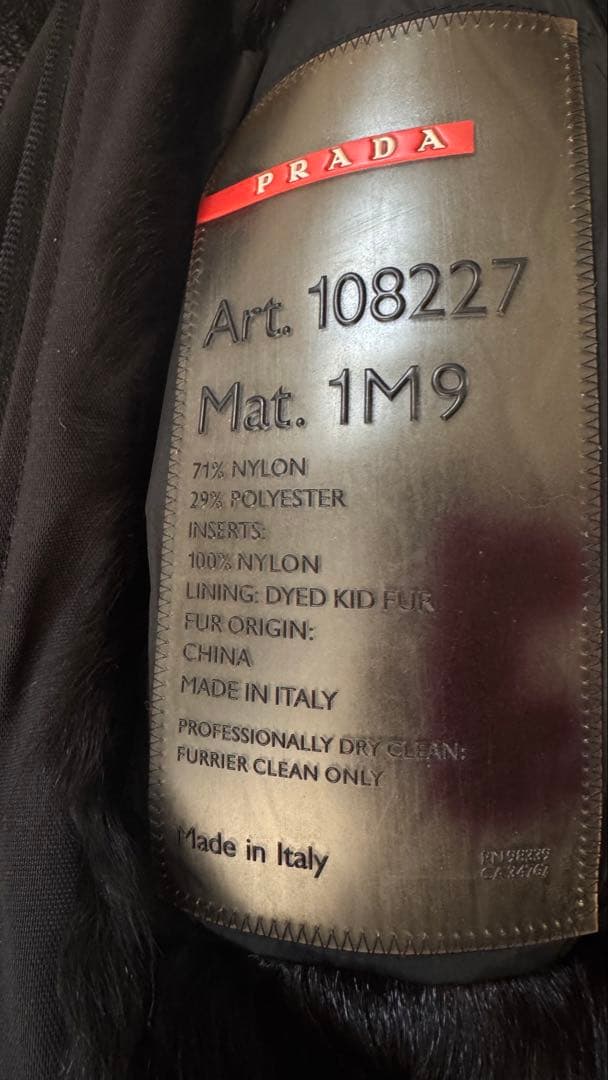 PRADA
Art. 108227
Mat. 1M9
71% NYLON
29% POLYESTER
INSERTS:
100% NYLON
LINING: DYED KID FUR
FUR ORIGIN:
CHINA
MADE IN ITALY
PROFESSIONALLY DRY CLEAN:
FURRIER CLEAN ONLY
Made in Italy
CA